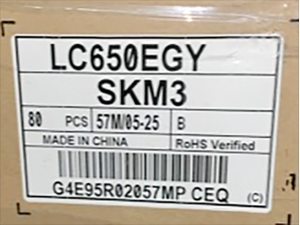 LC650EGY
SKM3
80 PCS 57M/05-25 B
MADE IN CHINA RoHS Verified
G4E95R02057MP CEQ (C)